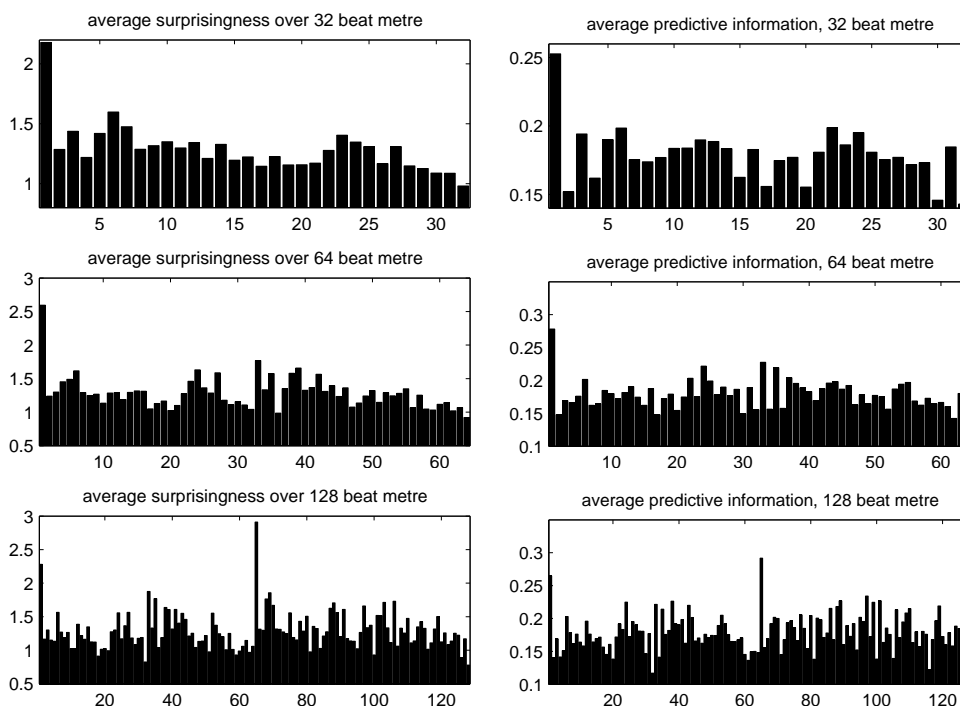 average surprisingness over 32 beat metre
2
1.5
1
5 10 15 20 25 30
average predictive information, 32 beat metre
0.25
0.2
0.15
5 10 15 20 25 30
average surprisingness over 64 beat metre
3
2.5
2
1.5
1
0.5
10 20 30 40 50 60
average predictive information, 64 beat metre
0.3
0.25
0.2
0.15
0.1
10 20 30 40 50 60
average surprisingness over 128 beat metre
3
2.5
2
1.5
1
0.5
20 40 60 80 100 120
average predictive information, 128 beat metre
0.3
0.25
0.2
0.15
0.1
20 40 60 80 100 120